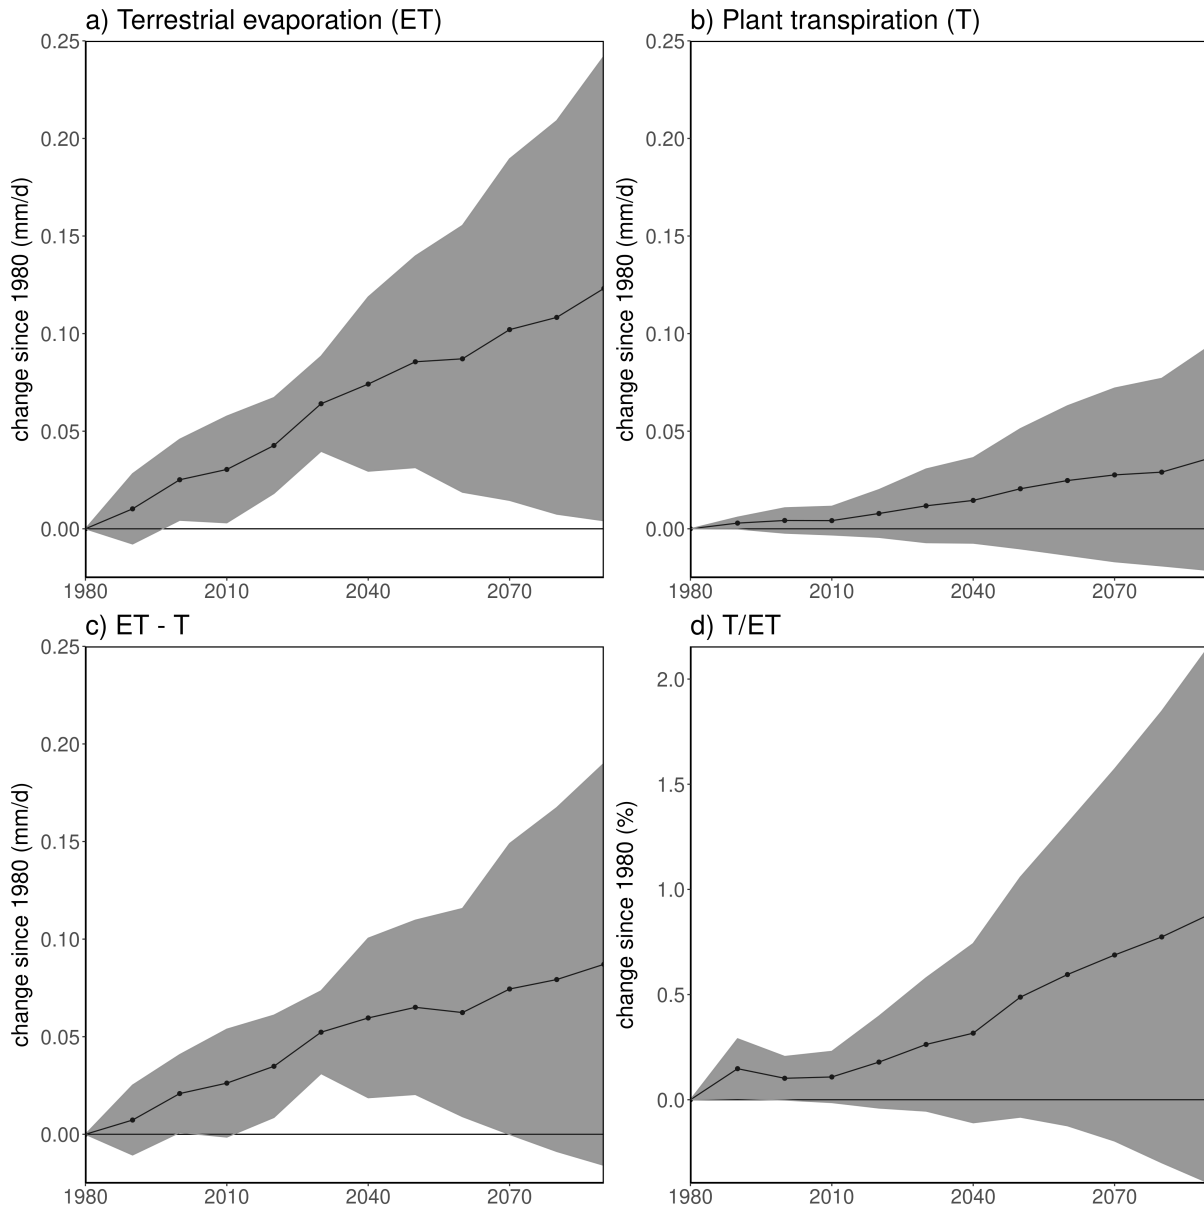 a) Terrestrial evaporation (ET)
change since 1980 (mm/d)
0.25
0.20
0.15
0.10
0.05
0.00
1980 2010 2040 2070
b) Plant transpiration (T)
change since 1980 (mm/d)
0.25
0.20
0.15
0.10
0.05
0.00
1980 2010 2040 2070
c) ET - T
change since 1980 (mm/d)
0.25
0.20
0.15
0.10
0.05
0.00
1980 2010 2040 2070
d) T/ET
change since 1980 (%)
2.0
1.5
1.0
0.5
0.0
1980 2010 2040 2070